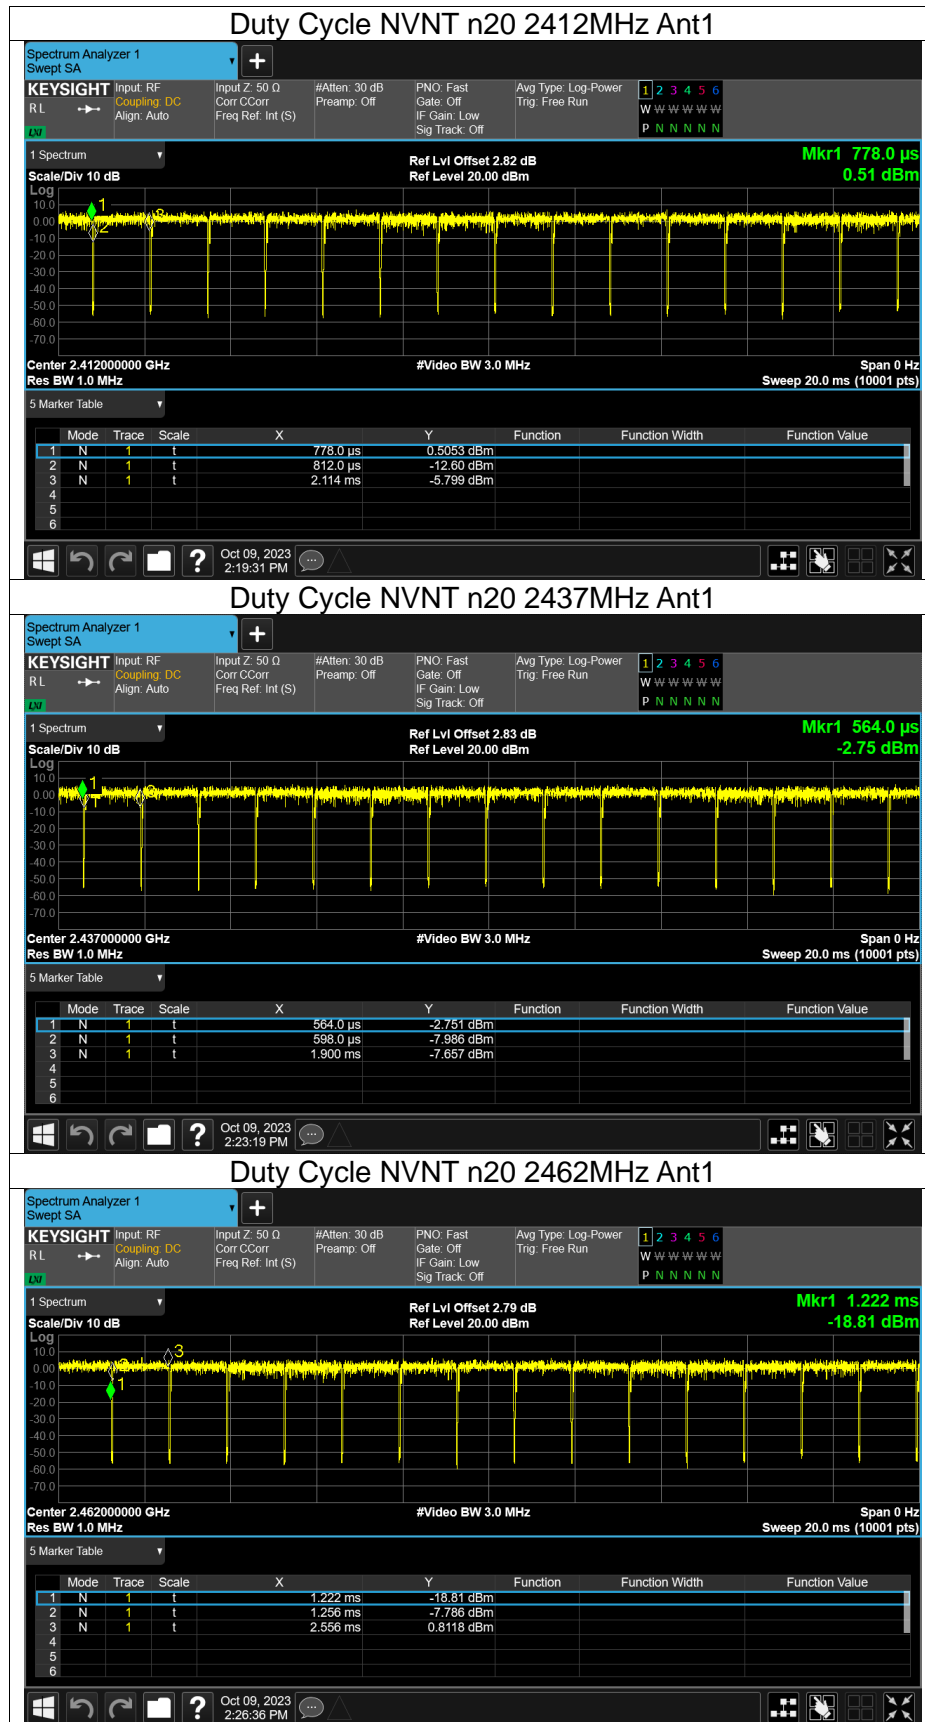 Duty Cycle NVNT n20 2412MHz Ant1
Spectrum Analyzer 1
Swept SA
KEYSIGHT Input: RF Input Z: 50 Ω #Atten: 30 dB PNO: Fast Avg Type: Log-Power 1 2 3 4 5 6
RL Coupling: DC Corr CCorr Preamp: Off Gate: Off Trig: Free Run W W W W W W
Align: Auto Freq Ref: Int (S) IF Gain: Low
LXI Sig Track: Off P N N N N N
1 Spectrum Ref Lvl Offset 2.82 dB Mkr1 778.0 µs
Scale/Div 10 dB Ref Level 20.00 dBm 0.51 dBm
Log
10.0 1
0.00 3
-10.0 2
-20.0
-30.0
-40.0
-50.0
-60.0
-70.0
Center 2.412000000 GHz #Video BW 3.0 MHz Span 0 Hz
Res BW 1.0 MHz Sweep 20.0 ms (10001 pts)
5 Marker Table
Mode Trace Scale X Y Function Function Width Function Value
1 N 1 t 778.0 µs 0.5053 dBm
2 N 1 t 812.0 µs -12.60 dBm
3 N 1 t 2.114 ms -5.799 dBm
4
5
6
? Oct 09, 2023
2:19:31 PM
Duty Cycle NVNT n20 2437MHz Ant1
Spectrum Analyzer 1
Swept SA
KEYSIGHT Input: RF Input Z: 50 Ω #Atten: 30 dB PNO: Fast Avg Type: Log-Power 1 2 3 4 5 6
RL Coupling: DC Corr CCorr Preamp: Off Gate: Off Trig: Free Run W W W W W W
Align: Auto Freq Ref: Int (S) IF Gain: Low
LXI Sig Track: Off P N N N N N
1 Spectrum Ref Lvl Offset 2.83 dB Mkr1 564.0 µs
Scale/Div 10 dB Ref Level 20.00 dBm -2.75 dBm
Log
10.0 1
0.00
-10.0
-20.0
-30.0
-40.0
-50.0
-60.0
-70.0
Center 2.437000000 GHz #Video BW 3.0 MHz Span 0 Hz
Res BW 1.0 MHz Sweep 20.0 ms (10001 pts)
5 Marker Table
Mode Trace Scale X Y Function Function Width Function Value
1 N 1 t 564.0 µs -2.751 dBm
2 N 1 t 598.0 µs -7.986 dBm
3 N 1 t 1.900 ms -7.657 dBm
4
5
6
? Oct 09, 2023
2:23:19 PM
Duty Cycle NVNT n20 2462MHz Ant1
Spectrum Analyzer 1
Swept SA
KEYSIGHT Input: RF Input Z: 50 Ω #Atten: 30 dB PNO: Fast Avg Type: Log-Power 1 2 3 4 5 6
RL Coupling: DC Corr CCorr Preamp: Off Gate: Off Trig: Free Run W W W W W W
Align: Auto Freq Ref: Int (S) IF Gain: Low
LXI Sig Track: Off P N N N N N
1 Spectrum Ref Lvl Offset 2.79 dB Mkr1 1.222 ms
Scale/Div 10 dB Ref Level 20.00 dBm -18.81 dBm
Log
10.0 3
0.00
-10.0 1
-20.0
-30.0
-40.0
-50.0
-60.0
-70.0
Center 2.462000000 GHz #Video BW 3.0 MHz Span 0 Hz
Res BW 1.0 MHz Sweep 20.0 ms (10001 pts)
5 Marker Table
Mode Trace Scale X Y Function Function Width Function Value
1 N 1 t 1.222 ms -18.81 dBm
2 N 1 t 1.256 ms -7.786 dBm
3 N 1 t 2.556 ms 0.8118 dBm
4
5
6
? Oct 09, 2023
2:26:36 PM